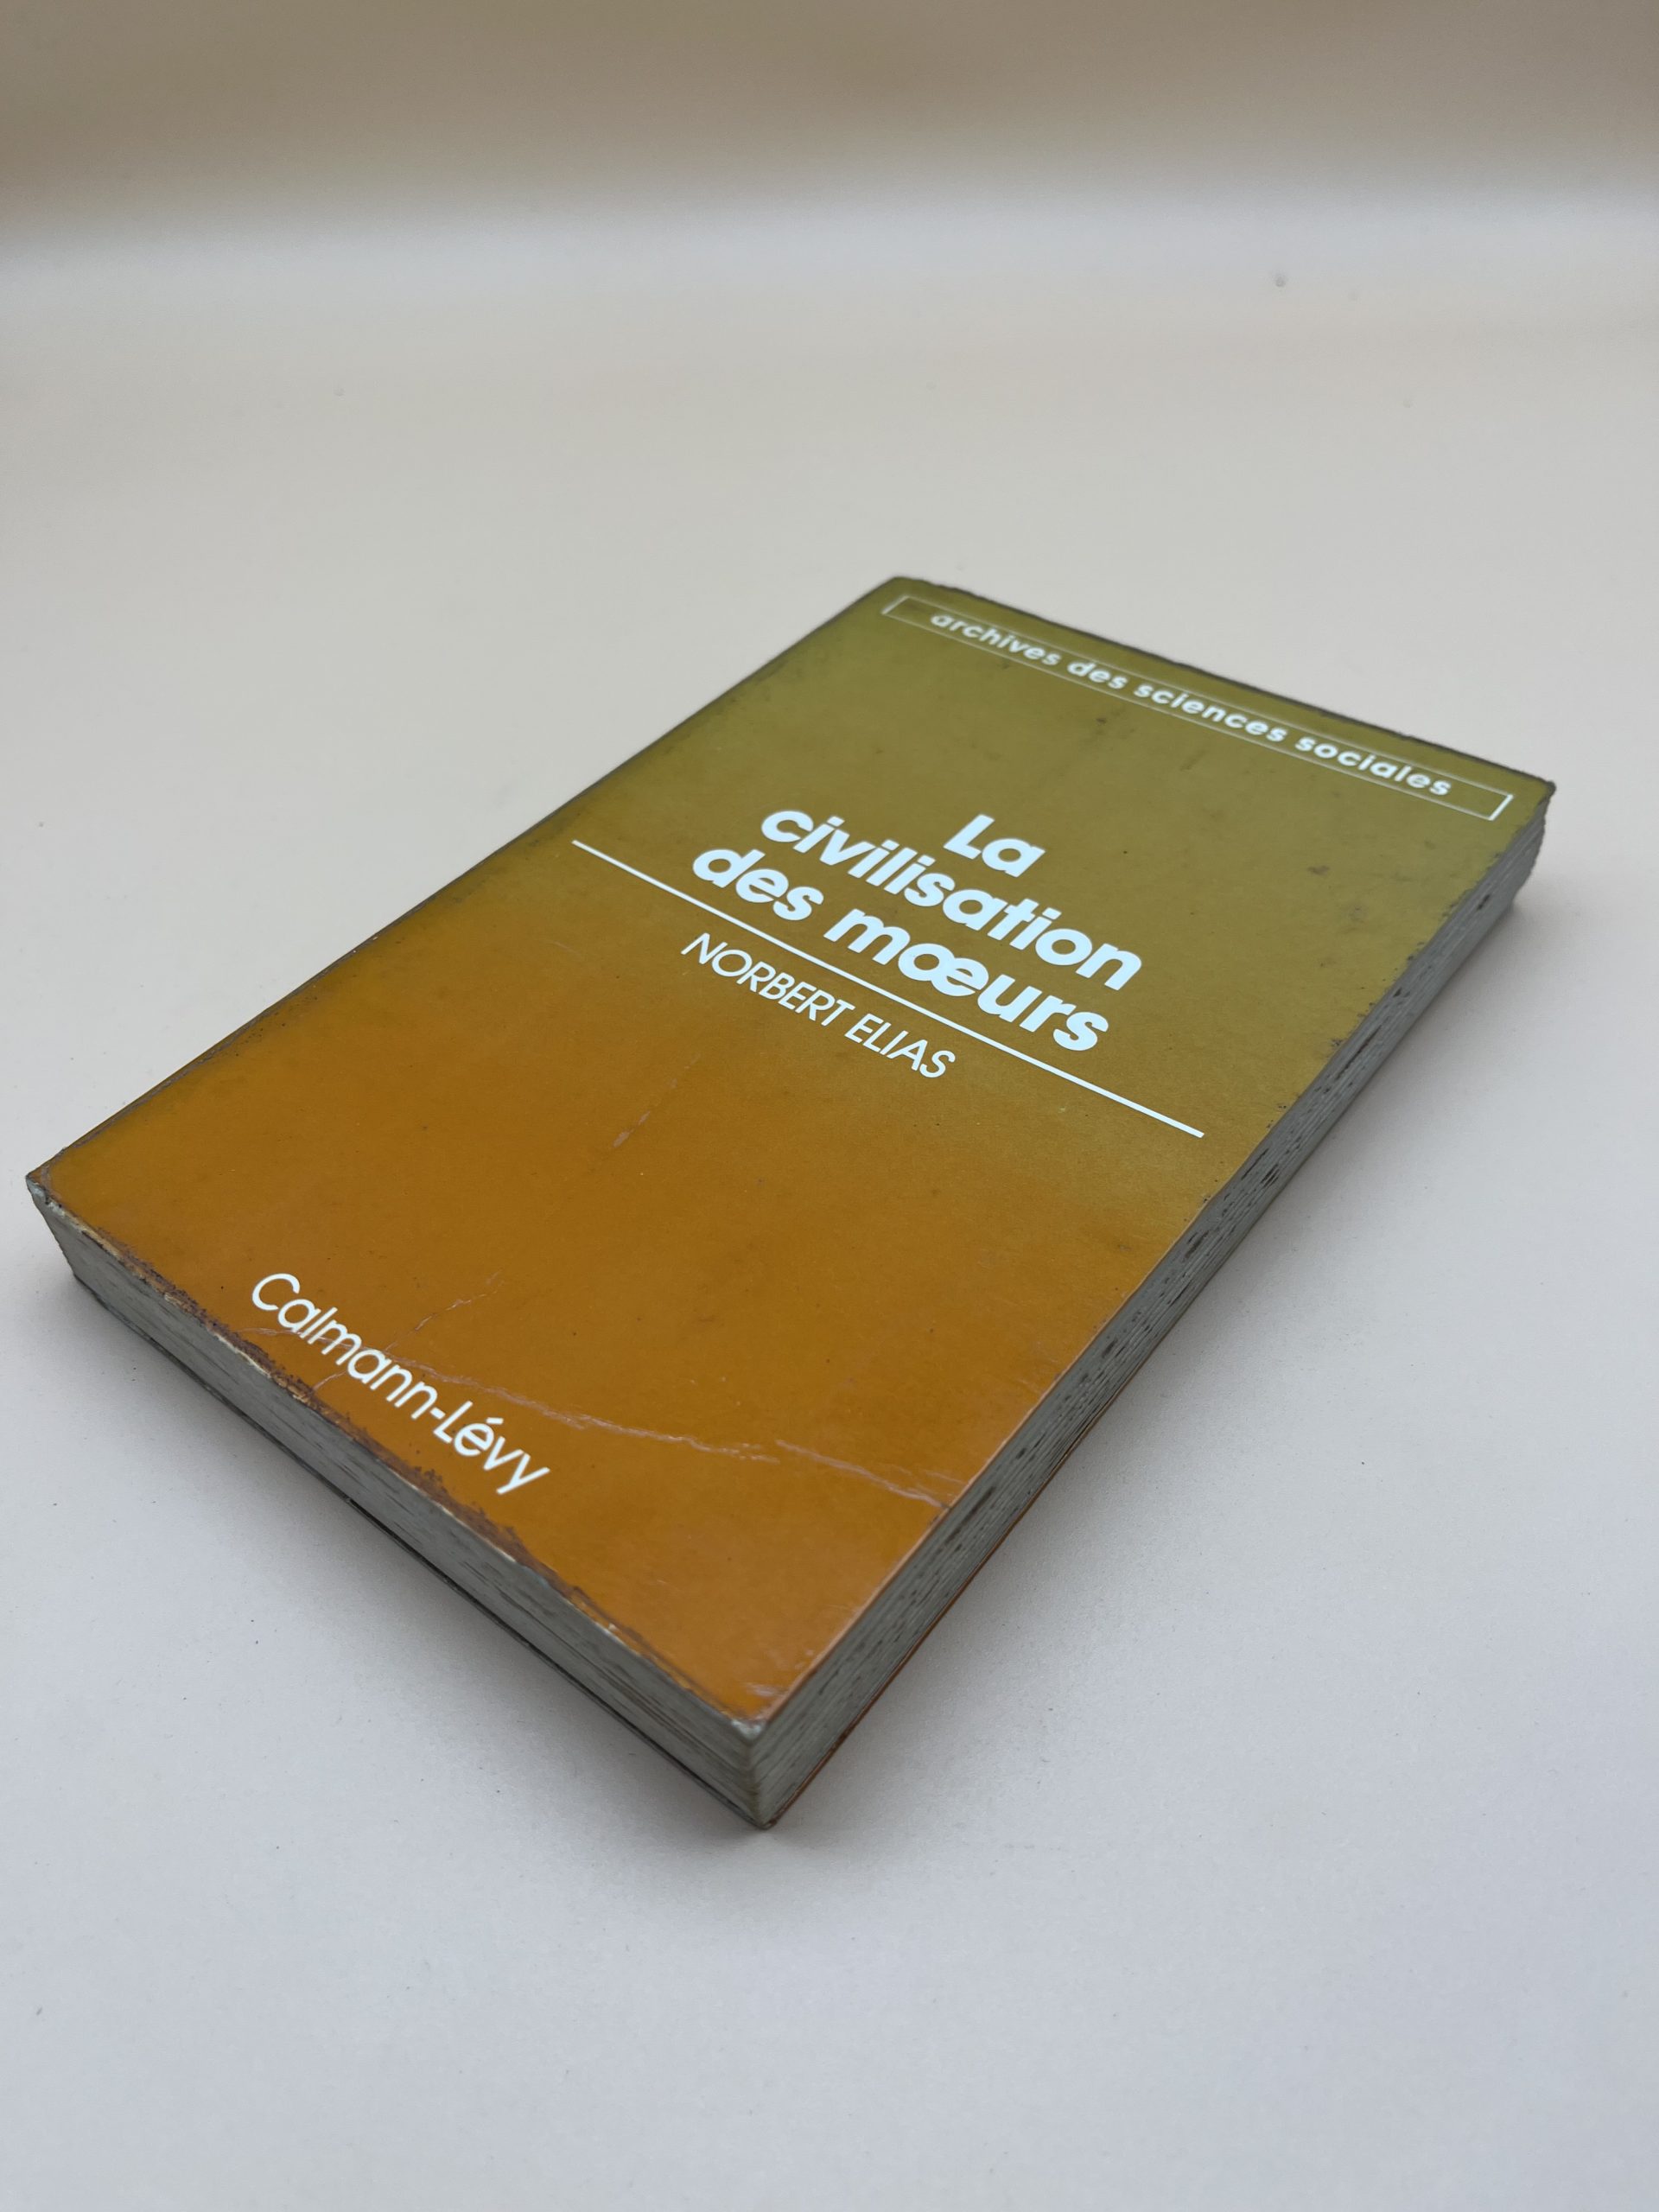 archives des sciences sociales
La
civilisation
des mœurs
NORBERT ELIAS
Calmann-Lévy